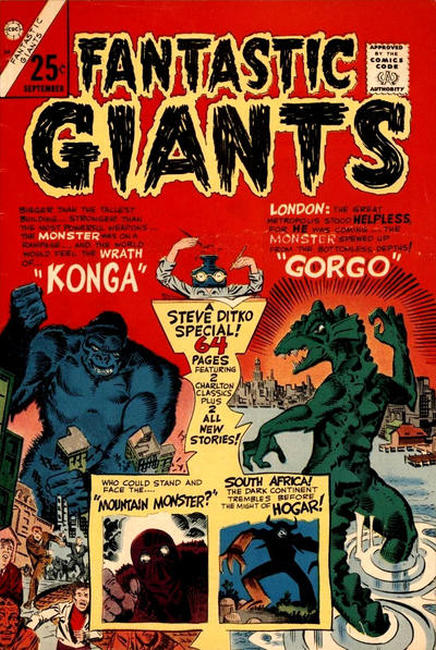 CDC
FANTASTIC
GIANTS
25¢
SEPTEMBER
FANTASTIC
GIANTS
APPROVED
BY THE
COMICS
CODE
CA
AUTHORITY
BIGGER THAN THE TALLEST
BUILDING... STRONGER THAN
THE MOST POWERFUL WEAPONS...
THE MONSTER WAS ON A
RAMPAGE... AND THE WORLD
WOULD FEEL THE WRATH
OF...
"KONGA"
LONDON: THE GREAT
METROPOLIS STOOD HELPLESS,
FOR HE WAS COMING... THE
MONSTER SPEWED UP
FROM THE BOTTOMLESS DEPTHS!
"GORGO"
A
STEVE DITKO
SPECIAL!
64
PAGES
FEATURING
2
CHARLTON
CLASSICS
PLUS
2
ALL
NEW
STORIES!
WHO COULD STAND AND
FACE THE....
"MOUNTAIN MONSTER?"
SOUTH AFRICA!
THE DARK CONTINENT
TREMBLES BEFORE
THE MIGHT OF HOGAR!